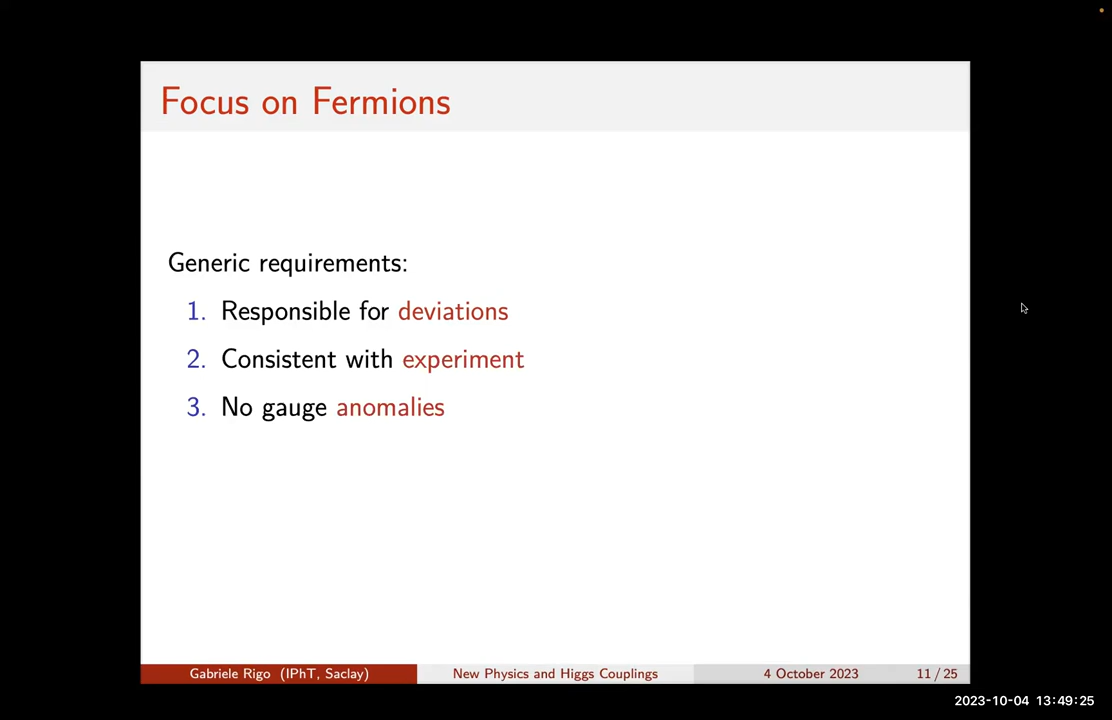 Focus on Fermions
Generic requirements:
1. Responsible for deviations
2. Consistent with experiment
3. No gauge anomalies
Gabriele Rigo (IPhT, Saclay) New Physics and Higgs Couplings 4 October 2023 11 / 25
2023-10-04 13:49:25